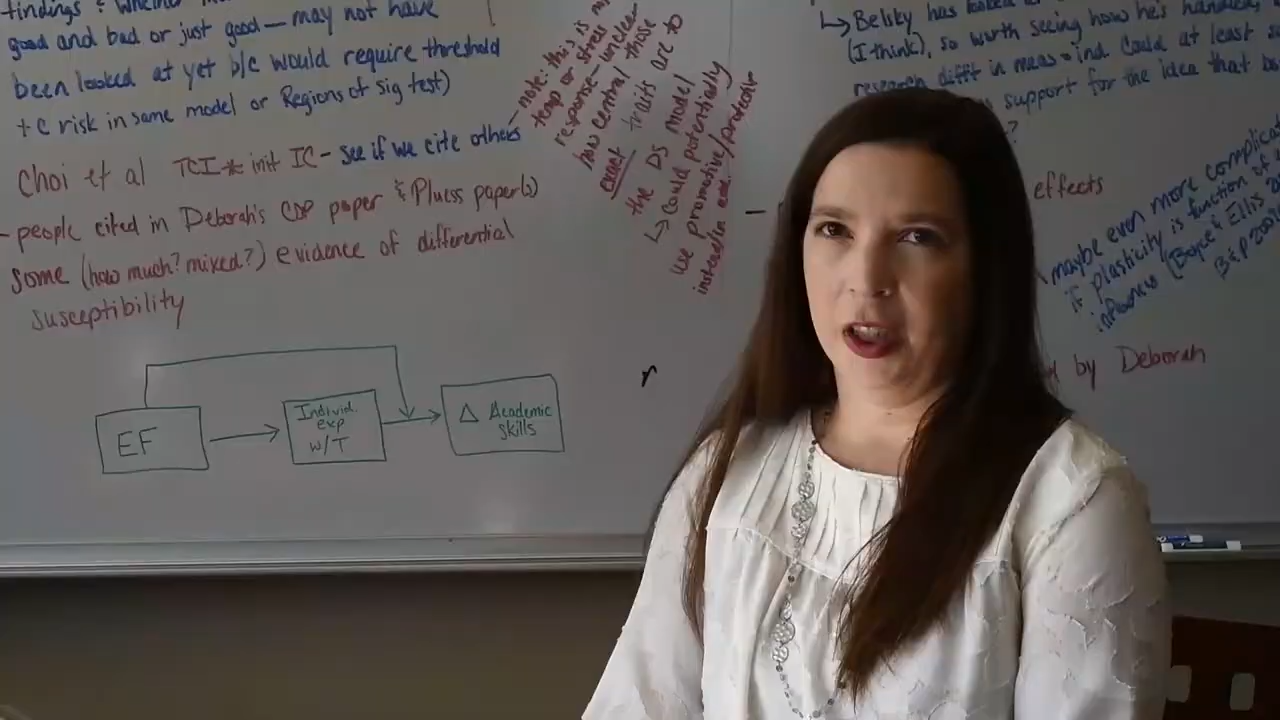 findings & whether
good and bad or just good — may not have
been looked at yet b/c would require threshold
+ C risk in same model or Regions of sig test)
Choi et al TCI * init IC - see if we cite others
- people cited in Deborah's CDP paper & Pluess paper(s)
some (how much? mixed?) evidence of differential
susceptibility
- note: this is
temp or stress
response - unclear
how central those
exact traits are to
the DS model
↳ Could potentially
use promotive/protective
instead
EF
Individ.
exp
w/T
Δ Academic
skills
r
↳ Belsky has
(I think), so worth seeing how he's handled,
research diff't in meas → ind could at least
support for the idea that
?
effects
maybe even more complicated
if plasticity is function of
influences (Boyce & Ellis
B&P
by Deborah